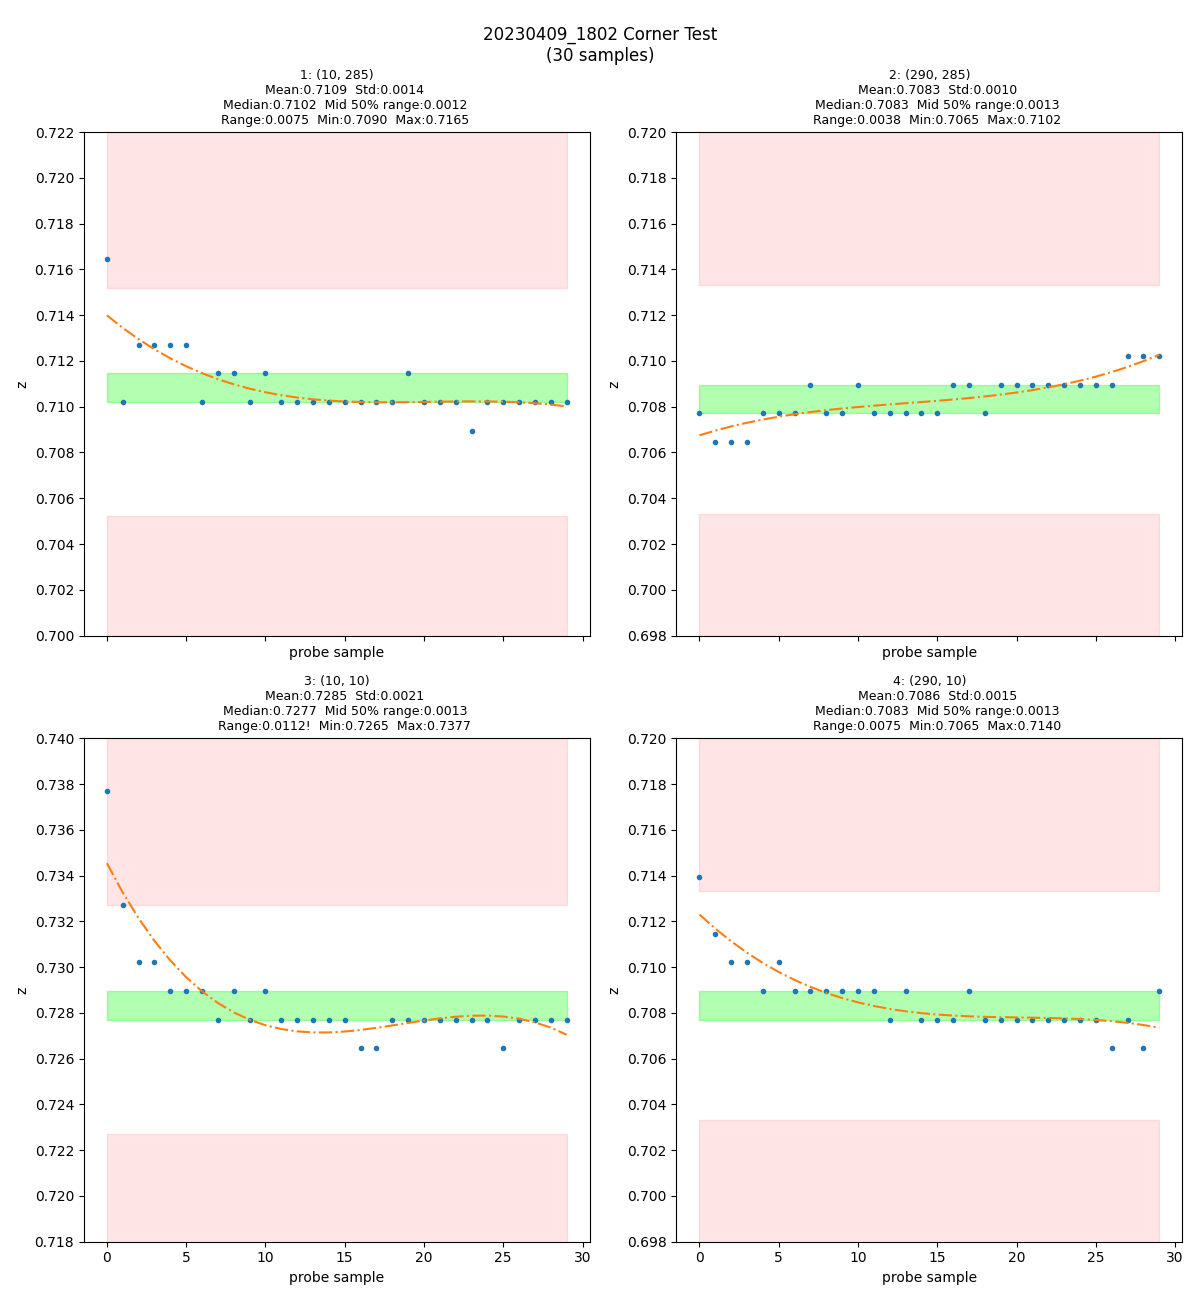 20230409_1802 Corner Test
(30 samples)
1: (10, 285)
Mean:0.7109 Std:0.0014
Median:0.7102 Mid 50% range:0.0012
Range:0.0075 Min:0.7090 Max:0.7165
0.722
0.720
0.718
0.716
0.714
0.712
0.710
0.708
0.706
0.704
0.702
0.700
z
probe sample
2: (290, 285)
Mean:0.7083 Std:0.0010
Median:0.7083 Mid 50% range:0.0013
Range:0.0038 Min:0.7065 Max:0.7102
0.720
0.718
0.716
0.714
0.712
0.710
0.708
0.706
0.704
0.702
0.700
0.698
z
probe sample
3: (10, 10)
Mean:0.7285 Std:0.0021
Median:0.7277 Mid 50% range:0.0013
Range:0.0112! Min:0.7265 Max:0.7377
0.740
0.738
0.736
0.734
0.732
0.730
0.728
0.726
0.724
0.722
0.720
0.718
z
0 5 10 15 20 25 30
probe sample
4: (290, 10)
Mean:0.7086 Std:0.0015
Median:0.7083 Mid 50% range:0.0013
Range:0.0075 Min:0.7065 Max:0.7140
0.720
0.718
0.716
0.714
0.712
0.710
0.708
0.706
0.704
0.702
0.700
0.698
z
0 5 10 15 20 25 30
probe sample